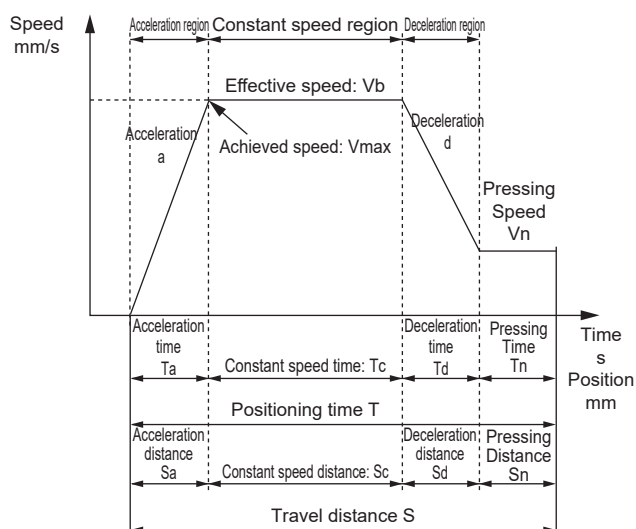 Speed
mm/s
Acceleration region
Constant speed region
Deceleration region
Effective speed: Vb
Achieved speed: Vmax
Acceleration
a
Deceleration
d
Pressing
Speed
Vn
Acceleration
time
Ta
Constant speed time: Tc
Deceleration
time
Td
Pressing
Time
Tn
Time
s
Position
mm
Positioning time T
Acceleration
distance
Sa
Constant speed distance: Sc
Deceleration
distance
Sd
Pressing
Distance
Sn
Travel distance S